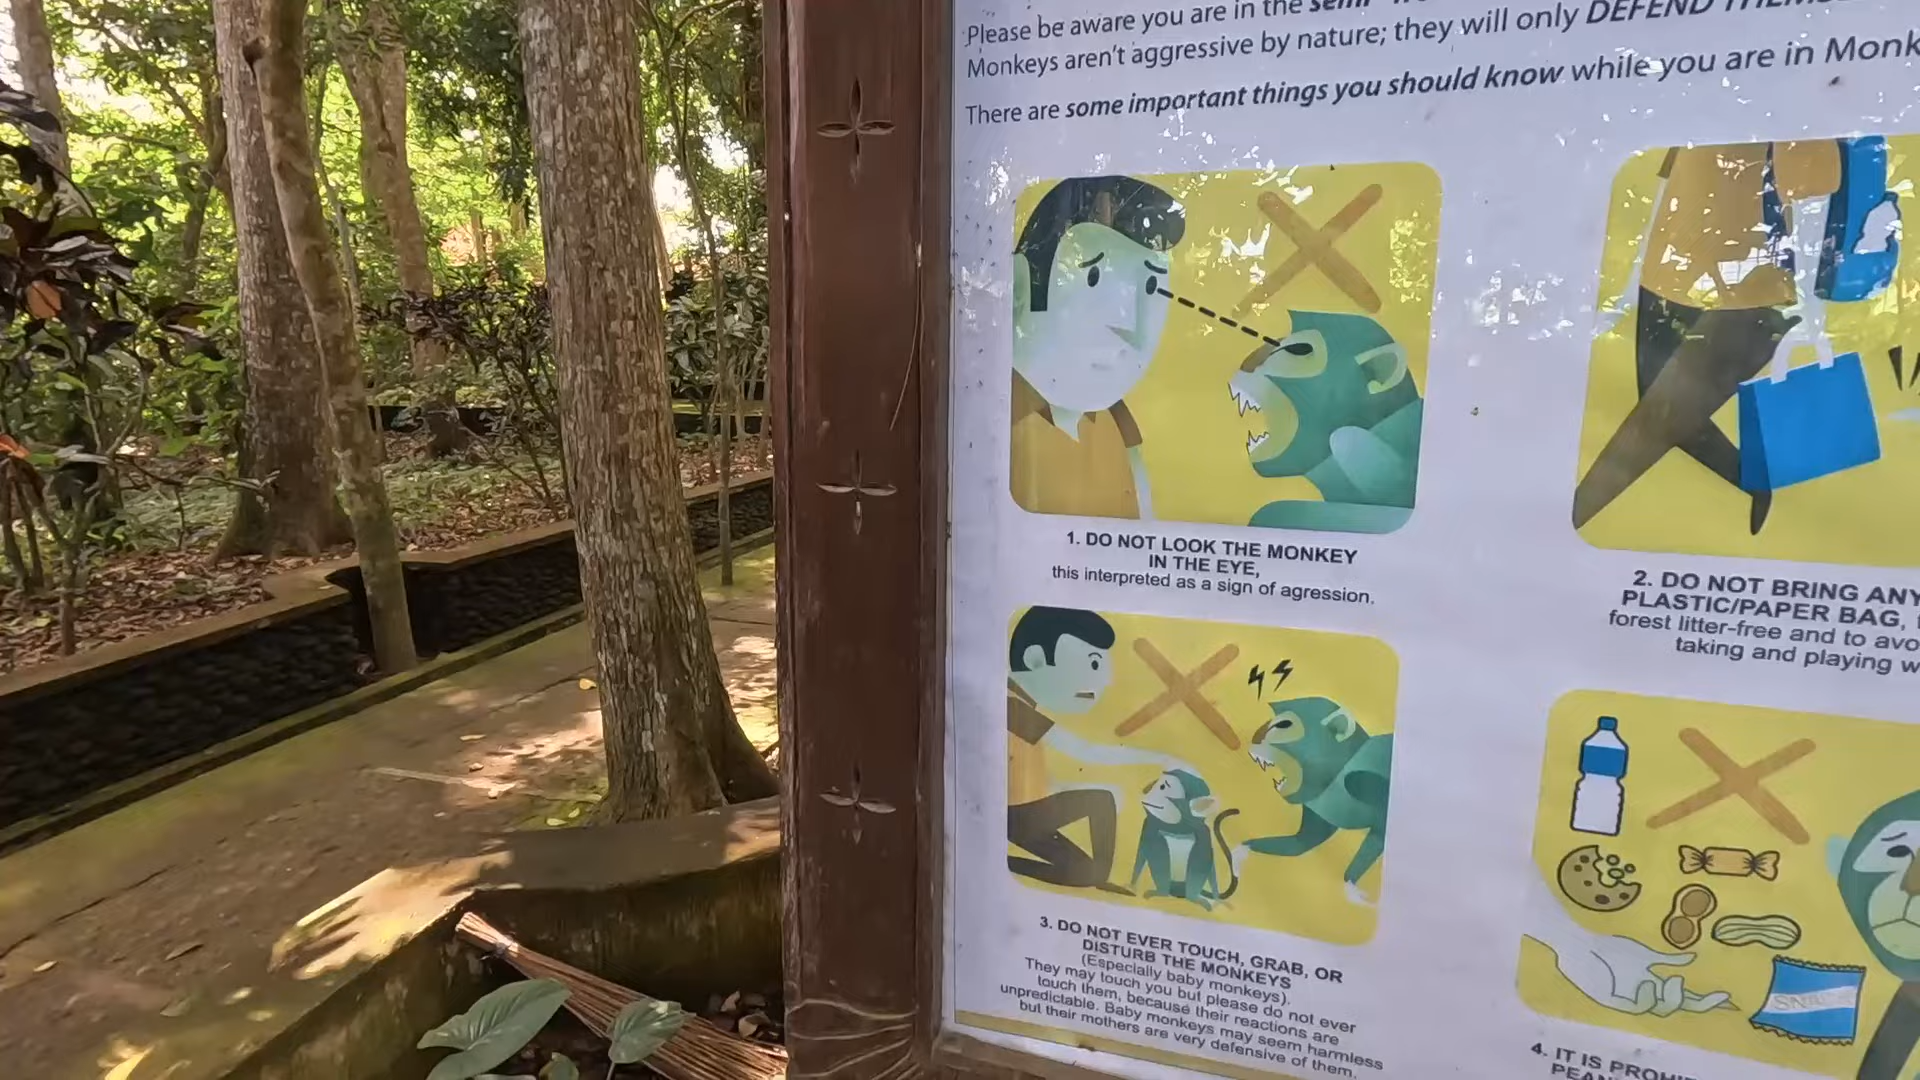 Please be aware you are in the semi
Monkeys aren't aggressive by nature; they will only DEFEND
There are some important things you should know while you are in Monk
1. DO NOT LOOK THE MONKEY
IN THE EYE,
this interpreted as a sign of agression.
2. DO NOT BRING ANY
PLASTIC/PAPER BAG,
forest litter-free and to avo
taking and playing w
3. DO NOT EVER TOUCH, GRAB, OR
DISTURB THE MONKEYS
(Especially baby monkeys).
They may touch you but please do not ever
touch them, because their reactions are
unpredictable. Baby monkeys may seem harmless
but their mothers are very defensive of them.
SNACK
4. IT IS PROHI
PEAN